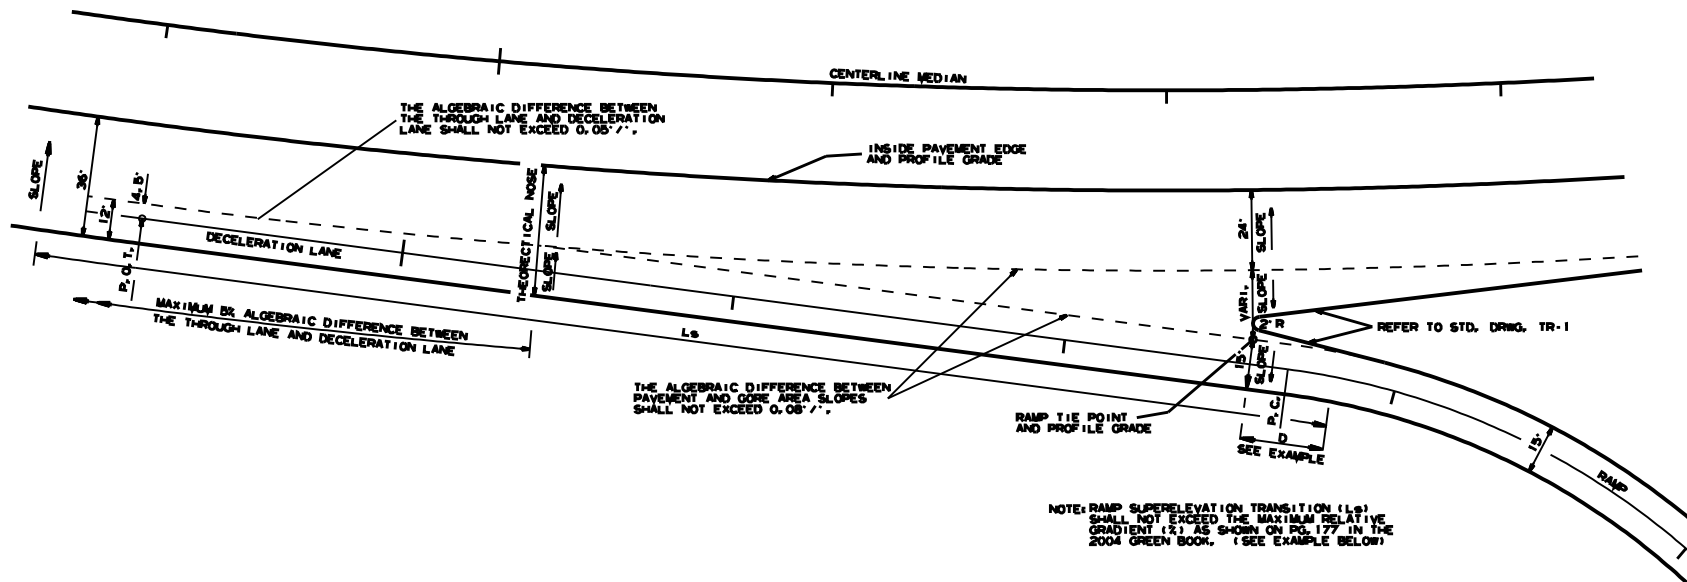 CENTERLINE MEDIAN
THE ALGEBRAIC DIFFERENCE BETWEEN
THE THROUGH LANE AND DECELERATION
LANE SHALL NOT EXCEED 0.05'/'.
INSIDE PAVEMENT EDGE
AND PROFILE GRADE
SLOPE
36'
12'
4.5'
P.O.T.
DECELERATION LANE
THEORECTICAL NOSE
SLOPE
SLOPE
24'
SLOPE
VARI.
SLOPE
2' R
15'
SLOPE
REFER TO STD. DRWG. TR-1
MAXIMUM 5% ALGEBRAIC DIFFERENCE BETWEEN
THE THROUGH LANE AND DECELERATION LANE
Ls
THE ALGEBRAIC DIFFERENCE BETWEEN
PAVEMENT AND GORE AREA SLOPES
SHALL NOT EXCEED 0.08'/'.
RAMP TIE POINT
AND PROFILE GRADE
P.C.
D
SEE EXAMPLE
15'
RAMP
NOTE: RAMP SUPERELEVATION TRANSITION (Ls)
SHALL NOT EXCEED THE MAXIMUM RELATIVE
GRADIENT (%) AS SHOWN ON PG. 177 IN THE
2004 GREEN BOOK. (SEE EXAMPLE BELOW)